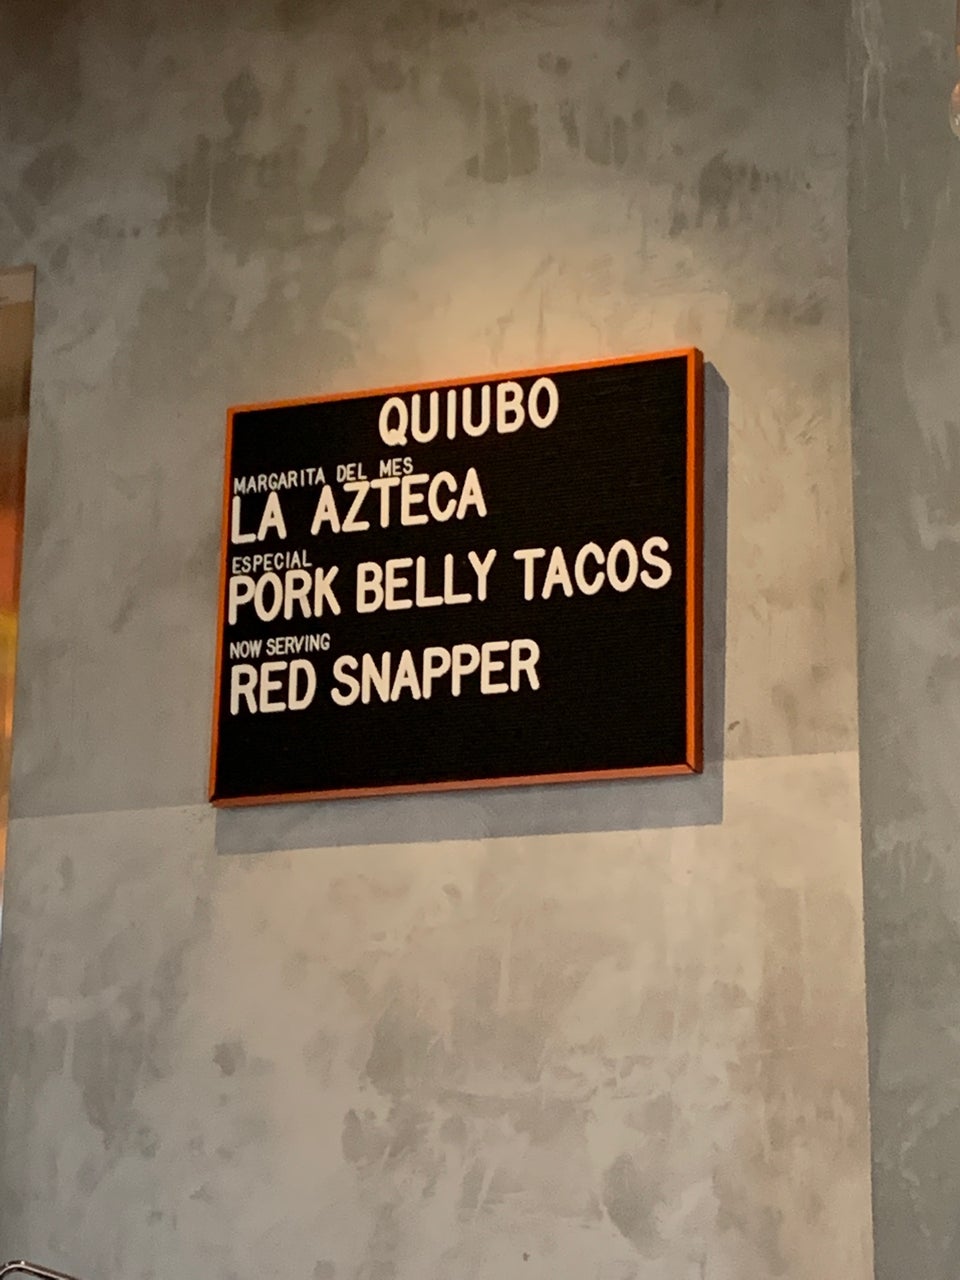 QUIUBO
MARGARITA DEL MES
LA AZTECA
ESPECIAL
PORK BELLY TACOS
NOW SERVING
RED SNAPPER